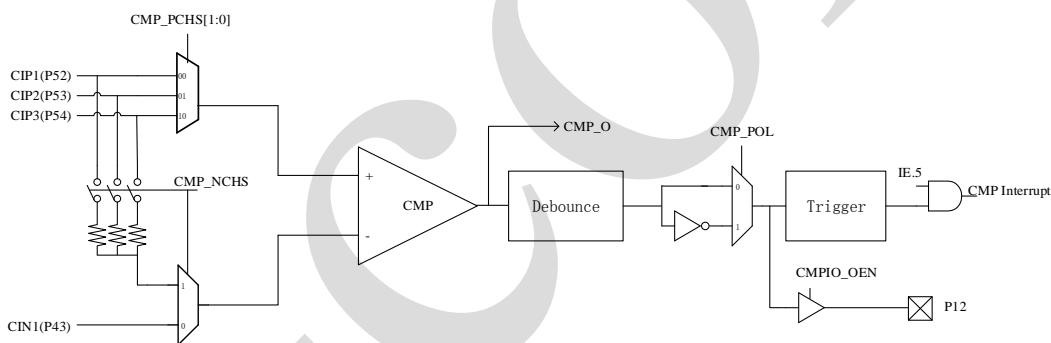 CMP_PCHS[1:0]
CIP1(P52)
00
CIP2(P53)
01
CIP3(P54)
10
CMP_O
CMP_POL
CMP_NCHS
IE.5
+
CMP
Debounce
0
Trigger
CMP Interrupt
-
1
CMPIO_OEN
1
P12
CIN1(P43)
0